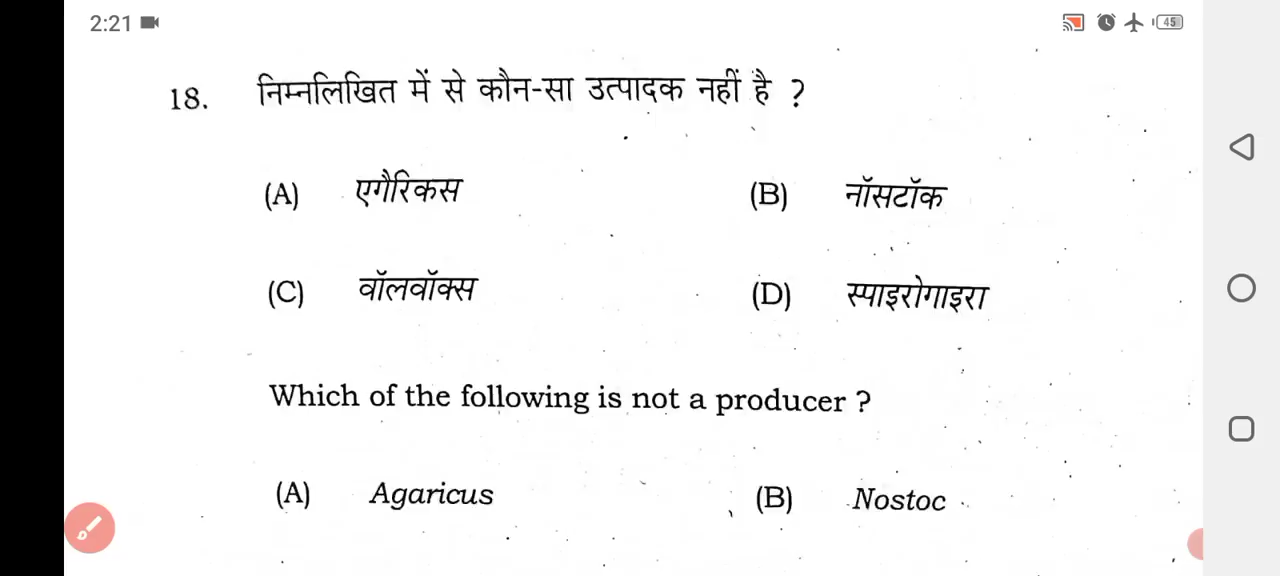 2:21
45
18. निम्नलिखित में से कौन-सा उत्पादक नहीं है ?
(A) एगैरिकस (B) नॉसटॉक
(C) वॉलवॉक्स (D) स्पाइरोगाइरा
Which of the following is not a producer ?
(A) Agaricus (B) Nostoc